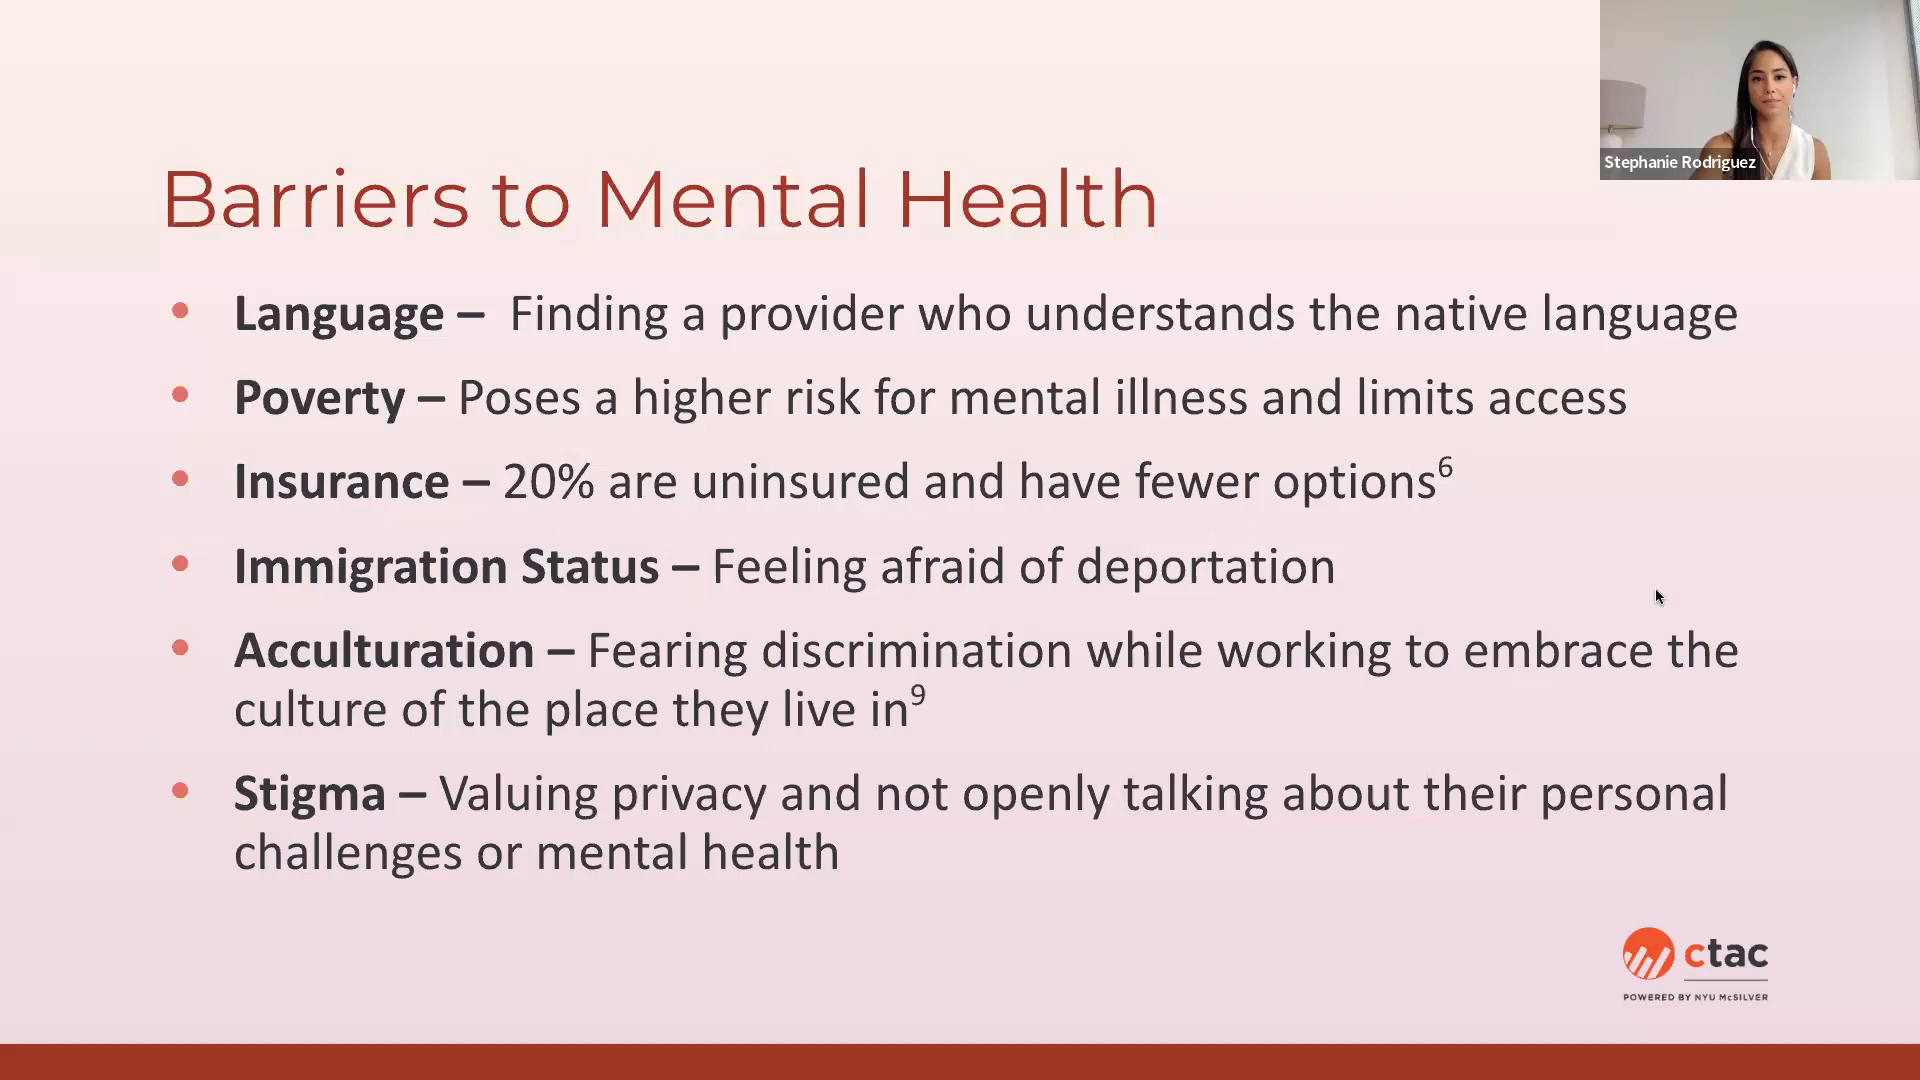 Stephanie Rodriguez
Barriers to Mental Health
• Language –  Finding a provider who understands the native language
• Poverty – Poses a higher risk for mental illness and limits access
• Insurance – 20% are uninsured and have fewer options⁶
• Immigration Status – Feeling afraid of deportation
• Acculturation – Fearing discrimination while working to embrace the
culture of the place they live in⁹
• Stigma – Valuing privacy and not openly talking about their personal
challenges or mental health
ctac
POWERED BY NYU McSILVER